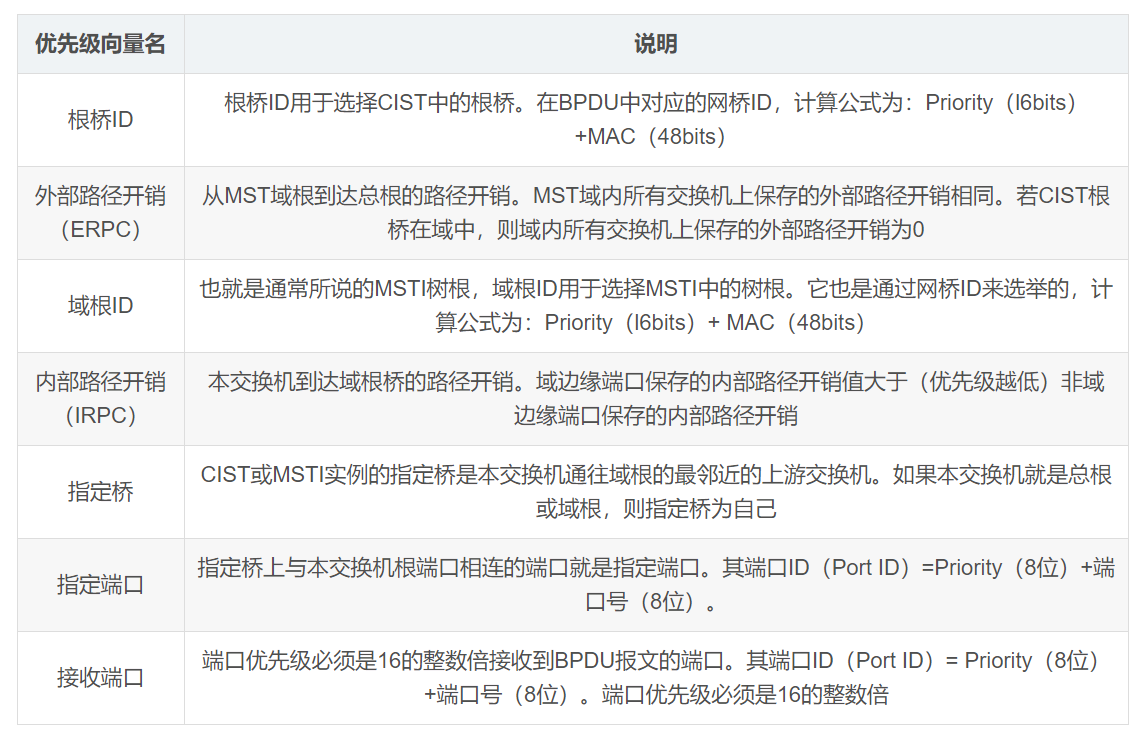 优先级向量名 说明
根桥ID
根桥ID用于选择CIST中的根桥。在BPDU中对应的网桥ID，计算公式为：Priority（l6bits）
+MAC（48bits）
外部路径开销
（ERPC）
从MST域根到达总根的路径开销。MST域内所有交换机上保存的外部路径开销相同。若CIST根
桥在域中，则域内所有交换机上保存的外部路径开销为0
域根ID
也就是通常所说的MSTI树根，域根ID用于选择MSTI中的树根。它也是通过网桥ID来选举的，计
算公式为：Priority（l6bits）+ MAC（48bits）
内部路径开销
（IRPC）
本交换机到达域根桥的路径开销。域边缘端口保存的内部路径开销值大于（优先级越低）非域
边缘端口保存的内部路径开销
指定桥
CIST或MSTI实例的指定桥是本交换机通往域根的最邻近的上游交换机。如果本交换机就是总根
或域根，则指定桥为自己
指定端口
指定桥上与本交换机根端口相连的端口就是指定端口。其端口ID（Port ID）=Priority（8位）+端
口号（8位）。
接收端口
端口优先级必须是16的整数倍接收到BPDU报文的端口。其端口ID（Port ID）= Priority（8位）
+端口号（8位）。端口优先级必须是16的整数倍